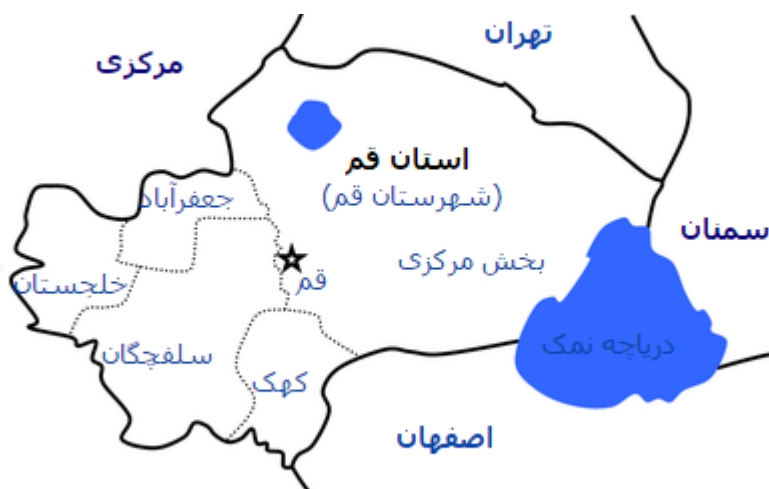 تهران
مرکزی
استان قم
(شهرستان قم)
جعفرآباد
سمنان
بخش مرکزی
خلجستان
قم
دریاچه نمک
سلفچگان
کهک
اصفهان